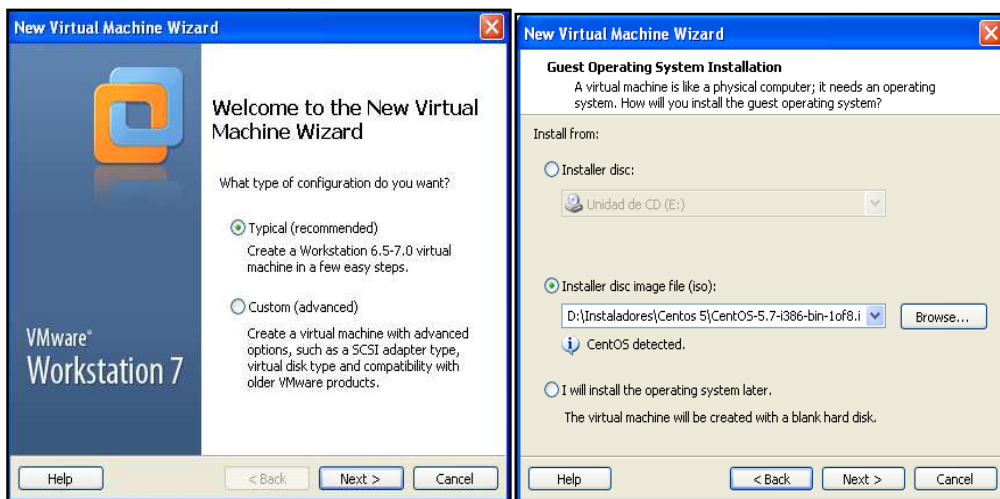 New Virtual Machine Wizard
Welcome to the New Virtual
Machine Wizard
What type of configuration do you want?
Typical (recommended)
Create a Workstation 6.5-7.0 virtual
machine in a few easy steps.
Custom (advanced)
Create a virtual machine with advanced
options, such as a SCSI adapter type,
virtual disk type and compatibility with
older VMware products.
VMware®
Workstation 7
Help
< Back
Next >
Cancel
New Virtual Machine Wizard
Guest Operating System Installation
A virtual machine is like a physical computer; it needs an operating
system. How will you install the guest operating system?
Install from:
Installer disc:
Unidad de CD (E:)
Installer disc image file (iso):
D:\Instaladores\Centos 5\CentOS-5.7-i386-bin-1of8.i
Browse...
CentOS detected.
I will install the operating system later.
The virtual machine will be created with a blank hard disk.
Help
< Back
Next >
Cancel